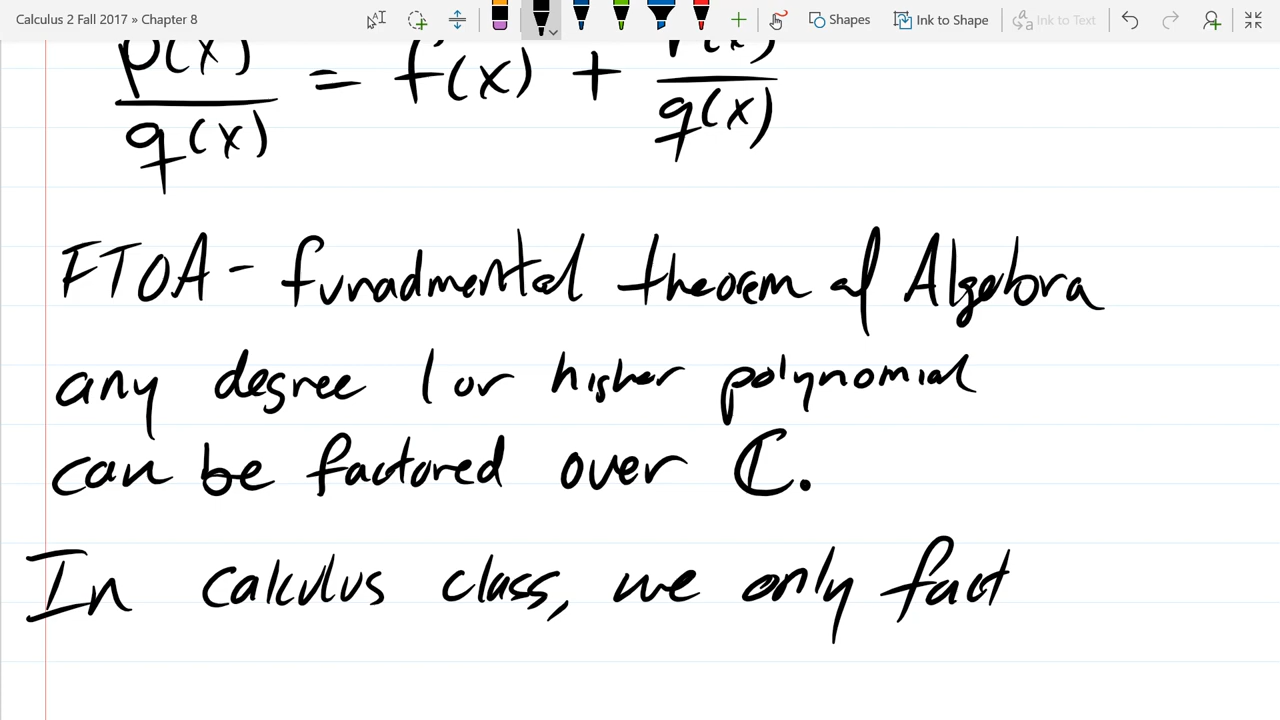 Calculus 2 Fall 2017 » Chapter 8
Shapes
Ink to Shape
Ink to Text
p(x) = f(x) + r(x)
q(x) q(x)
FTOA - funadmental theorem of Algebra
any degree 1 or higher polynomial
can be factored over ℂ.
In calculus class, we only fact